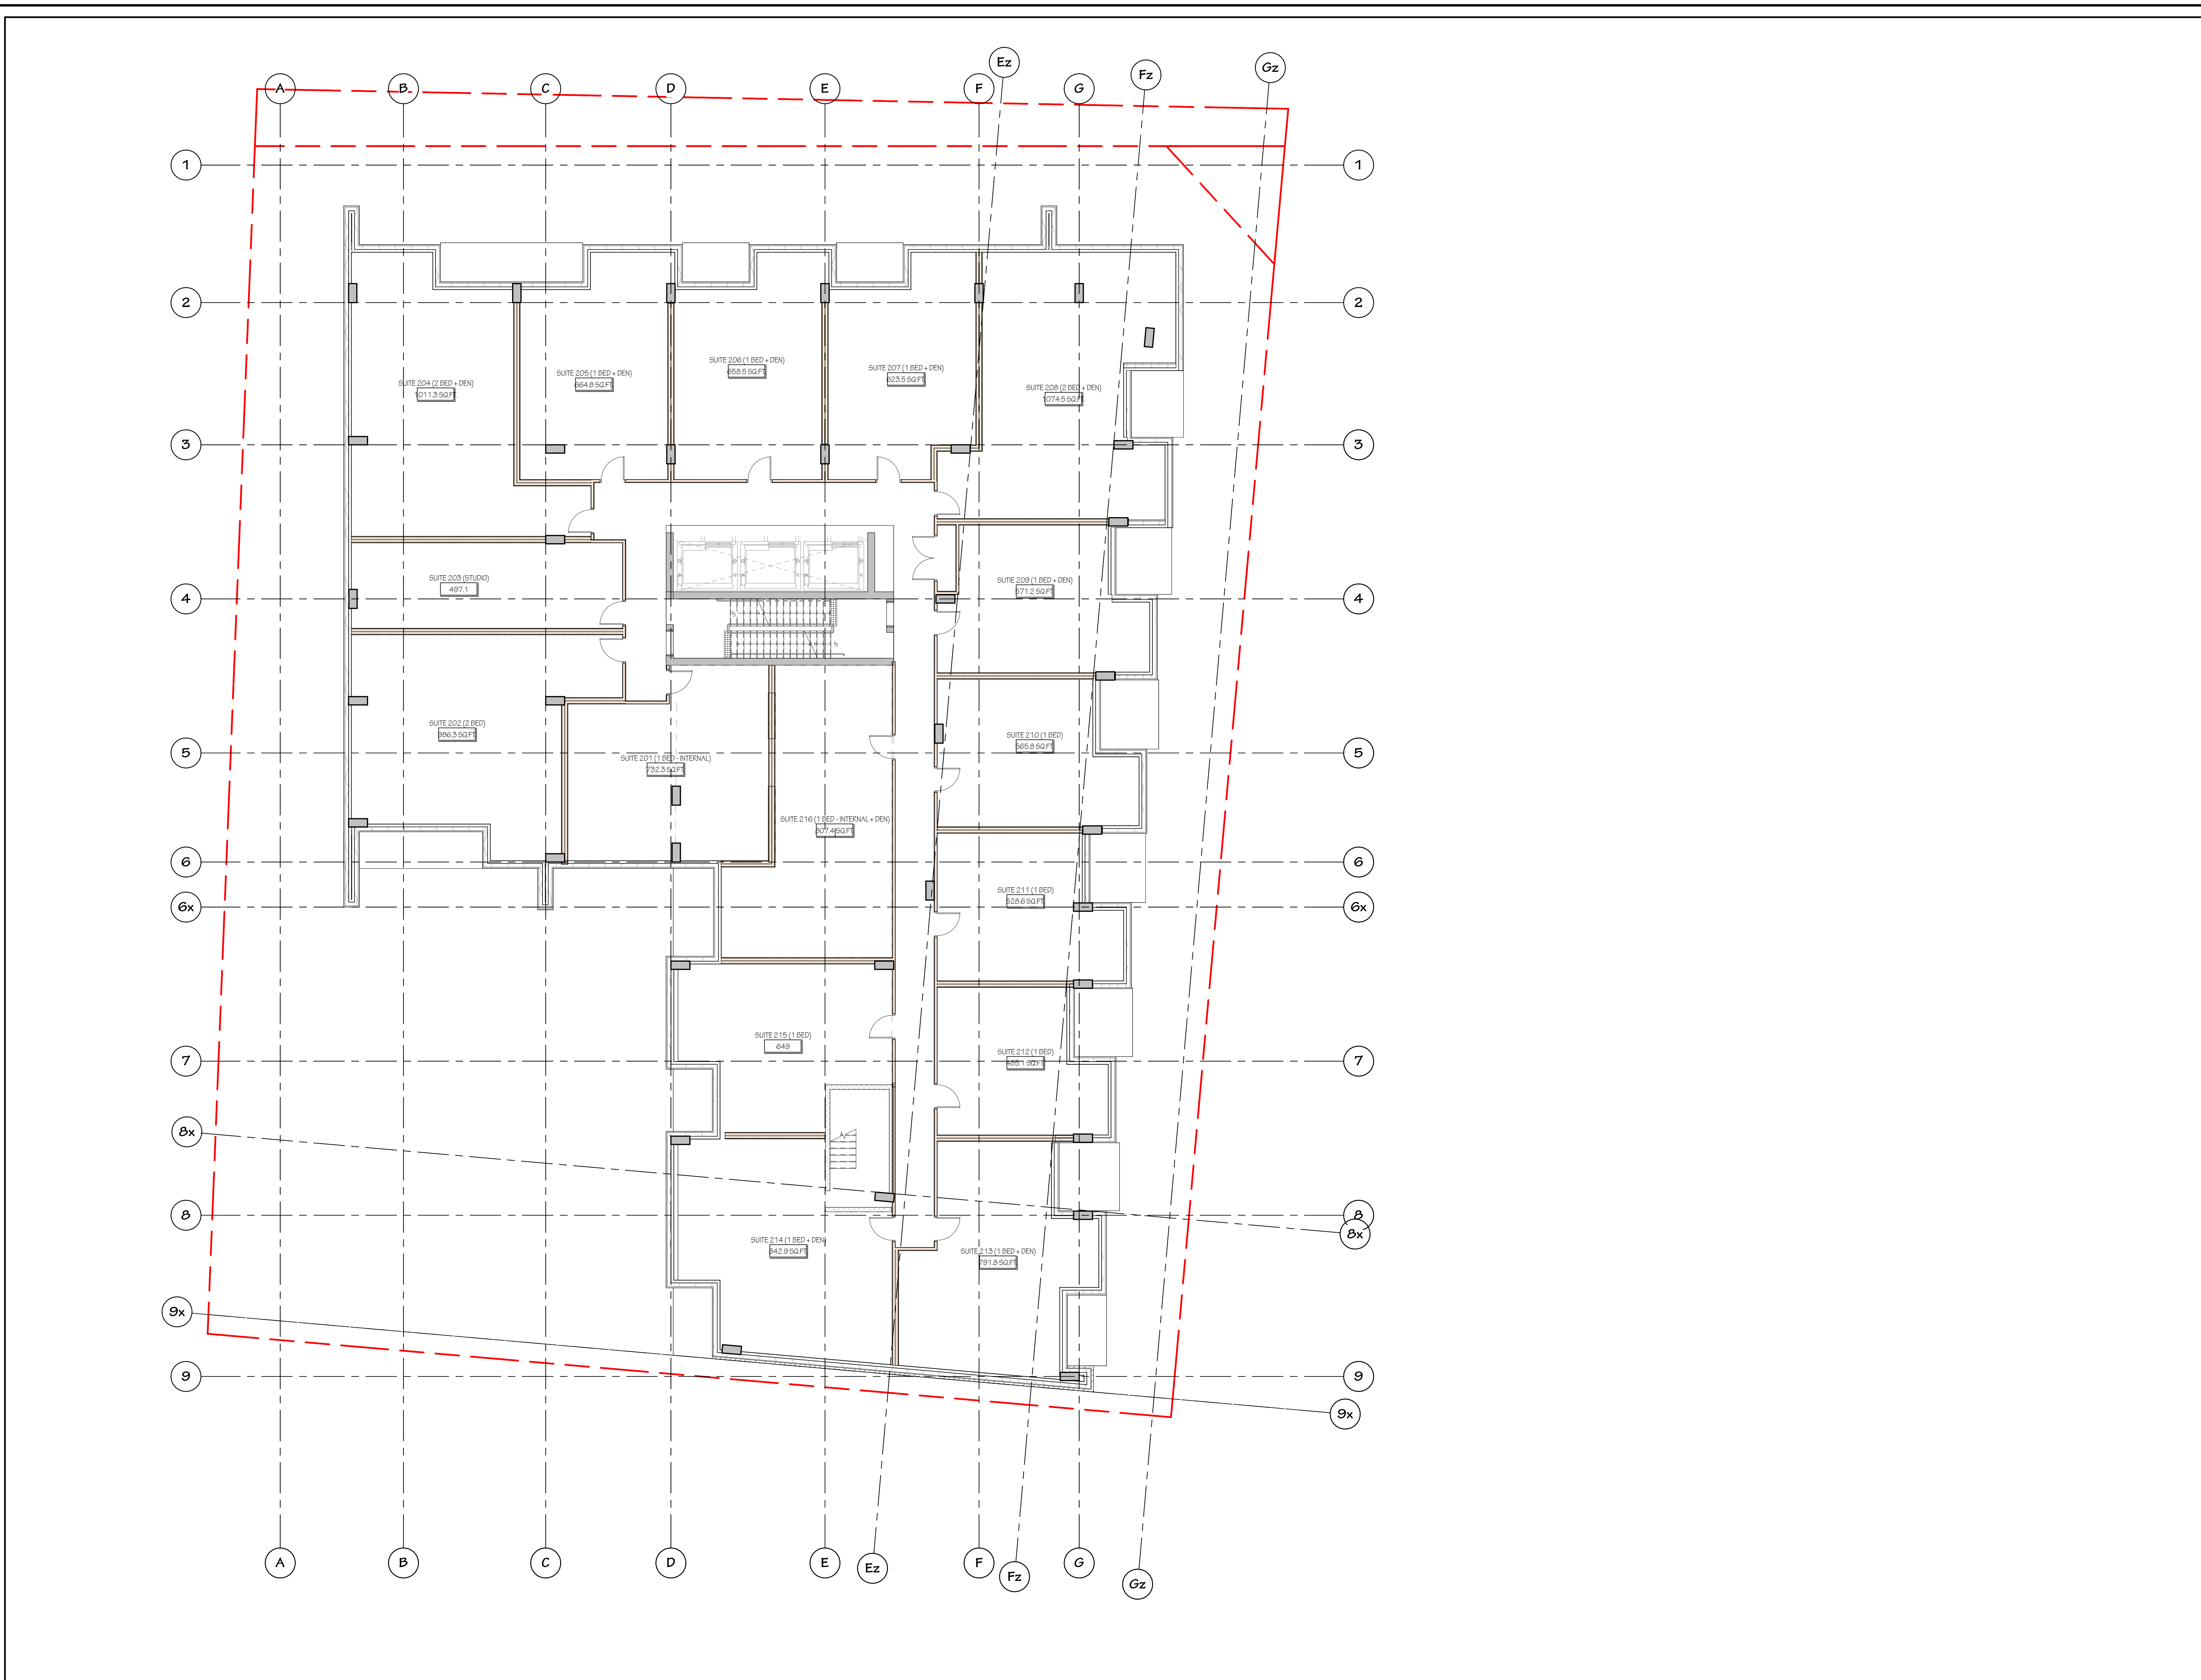 Ez
Fz
Gz
A
B
C
D
E
F
G
1
1
2
2
SUITE 206 (1 BED + DEN)
658.5 SQ.FT.
SUITE 207 (1 BED + DEN)
623.5 SQ.FT.
SUITE 205 (1 BED + DEN)
664.8 SQ.FT.
SUITE 204 (2 BED + DEN)
1011.3 SQ.FT.
SUITE 208 (2 BED + DEN)
1074.5 SQ.FT.
3
3
SUITE 203 (STUDIO)
497.1
SUTIE 209 (1 BED + DEN)
571.2 SQ.FT.
4
4
SUITE 202 (2 BED)
986.3 SQ.FT.
SUITE 210 (1 BED)
565.8 SQ.FT.
5
5
SUITE 201 (1 BED - INTERNAL)
732.3 SQ.FT.
SUITE 216 (1 BED - INTERNAL + DEN)
807.4 SQ.FT.
6
6
SUITE 211 (1 BED)
528.6 SQ.FT.
6x
6x
SUITE 215 (1 BED)
649
SUITE 212 (1 BED)
485.1 SQ.FT.
7
7
8x
8
8
8x
SUITE 214 (1 BED + DEN)
842.9 SQ.FT.
SUITE 213 (1 BED + DEN)
791.8 SQ.FT.
9x
9
9
9x
A
B
C
D
E
Ez
F
Fz
G
Gz